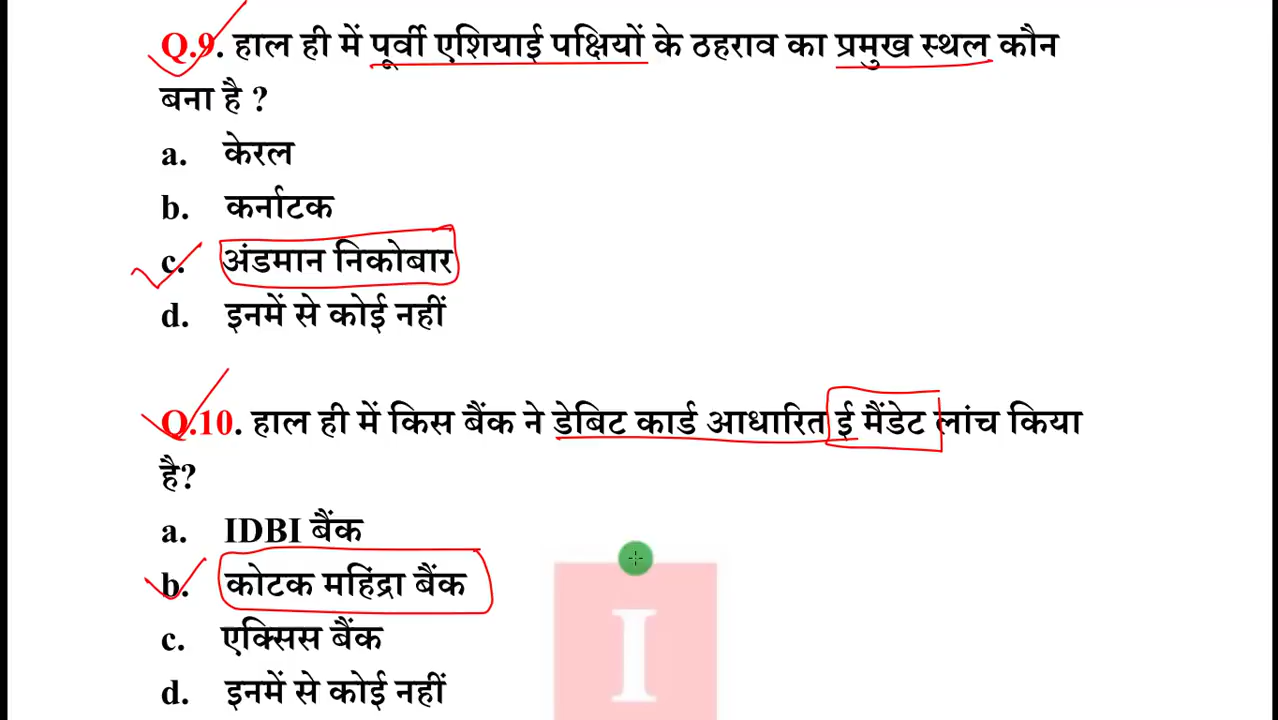 Q.9. हाल ही में पूर्वी एशियाई पक्षियों के ठहराव का प्रमुख स्थल कौन
बना है ?
a. केरल
b. कर्नाटक
c. अंडमान निकोबार
d. इनमें से कोई नहीं
Q.10. हाल ही में किस बैंक ने डेबिट कार्ड आधारित ई मैंडेट लांच किया
है?
a. IDBI बैंक
b. कोटक महिंद्रा बैंक
c. एक्सिस बैंक
d. इनमें से कोई नहीं
I